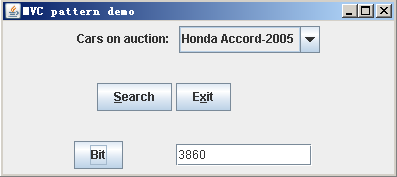 MVC pattern demo
Cars on auction: Honda Accord-2005
Search Exit
Bit 3860